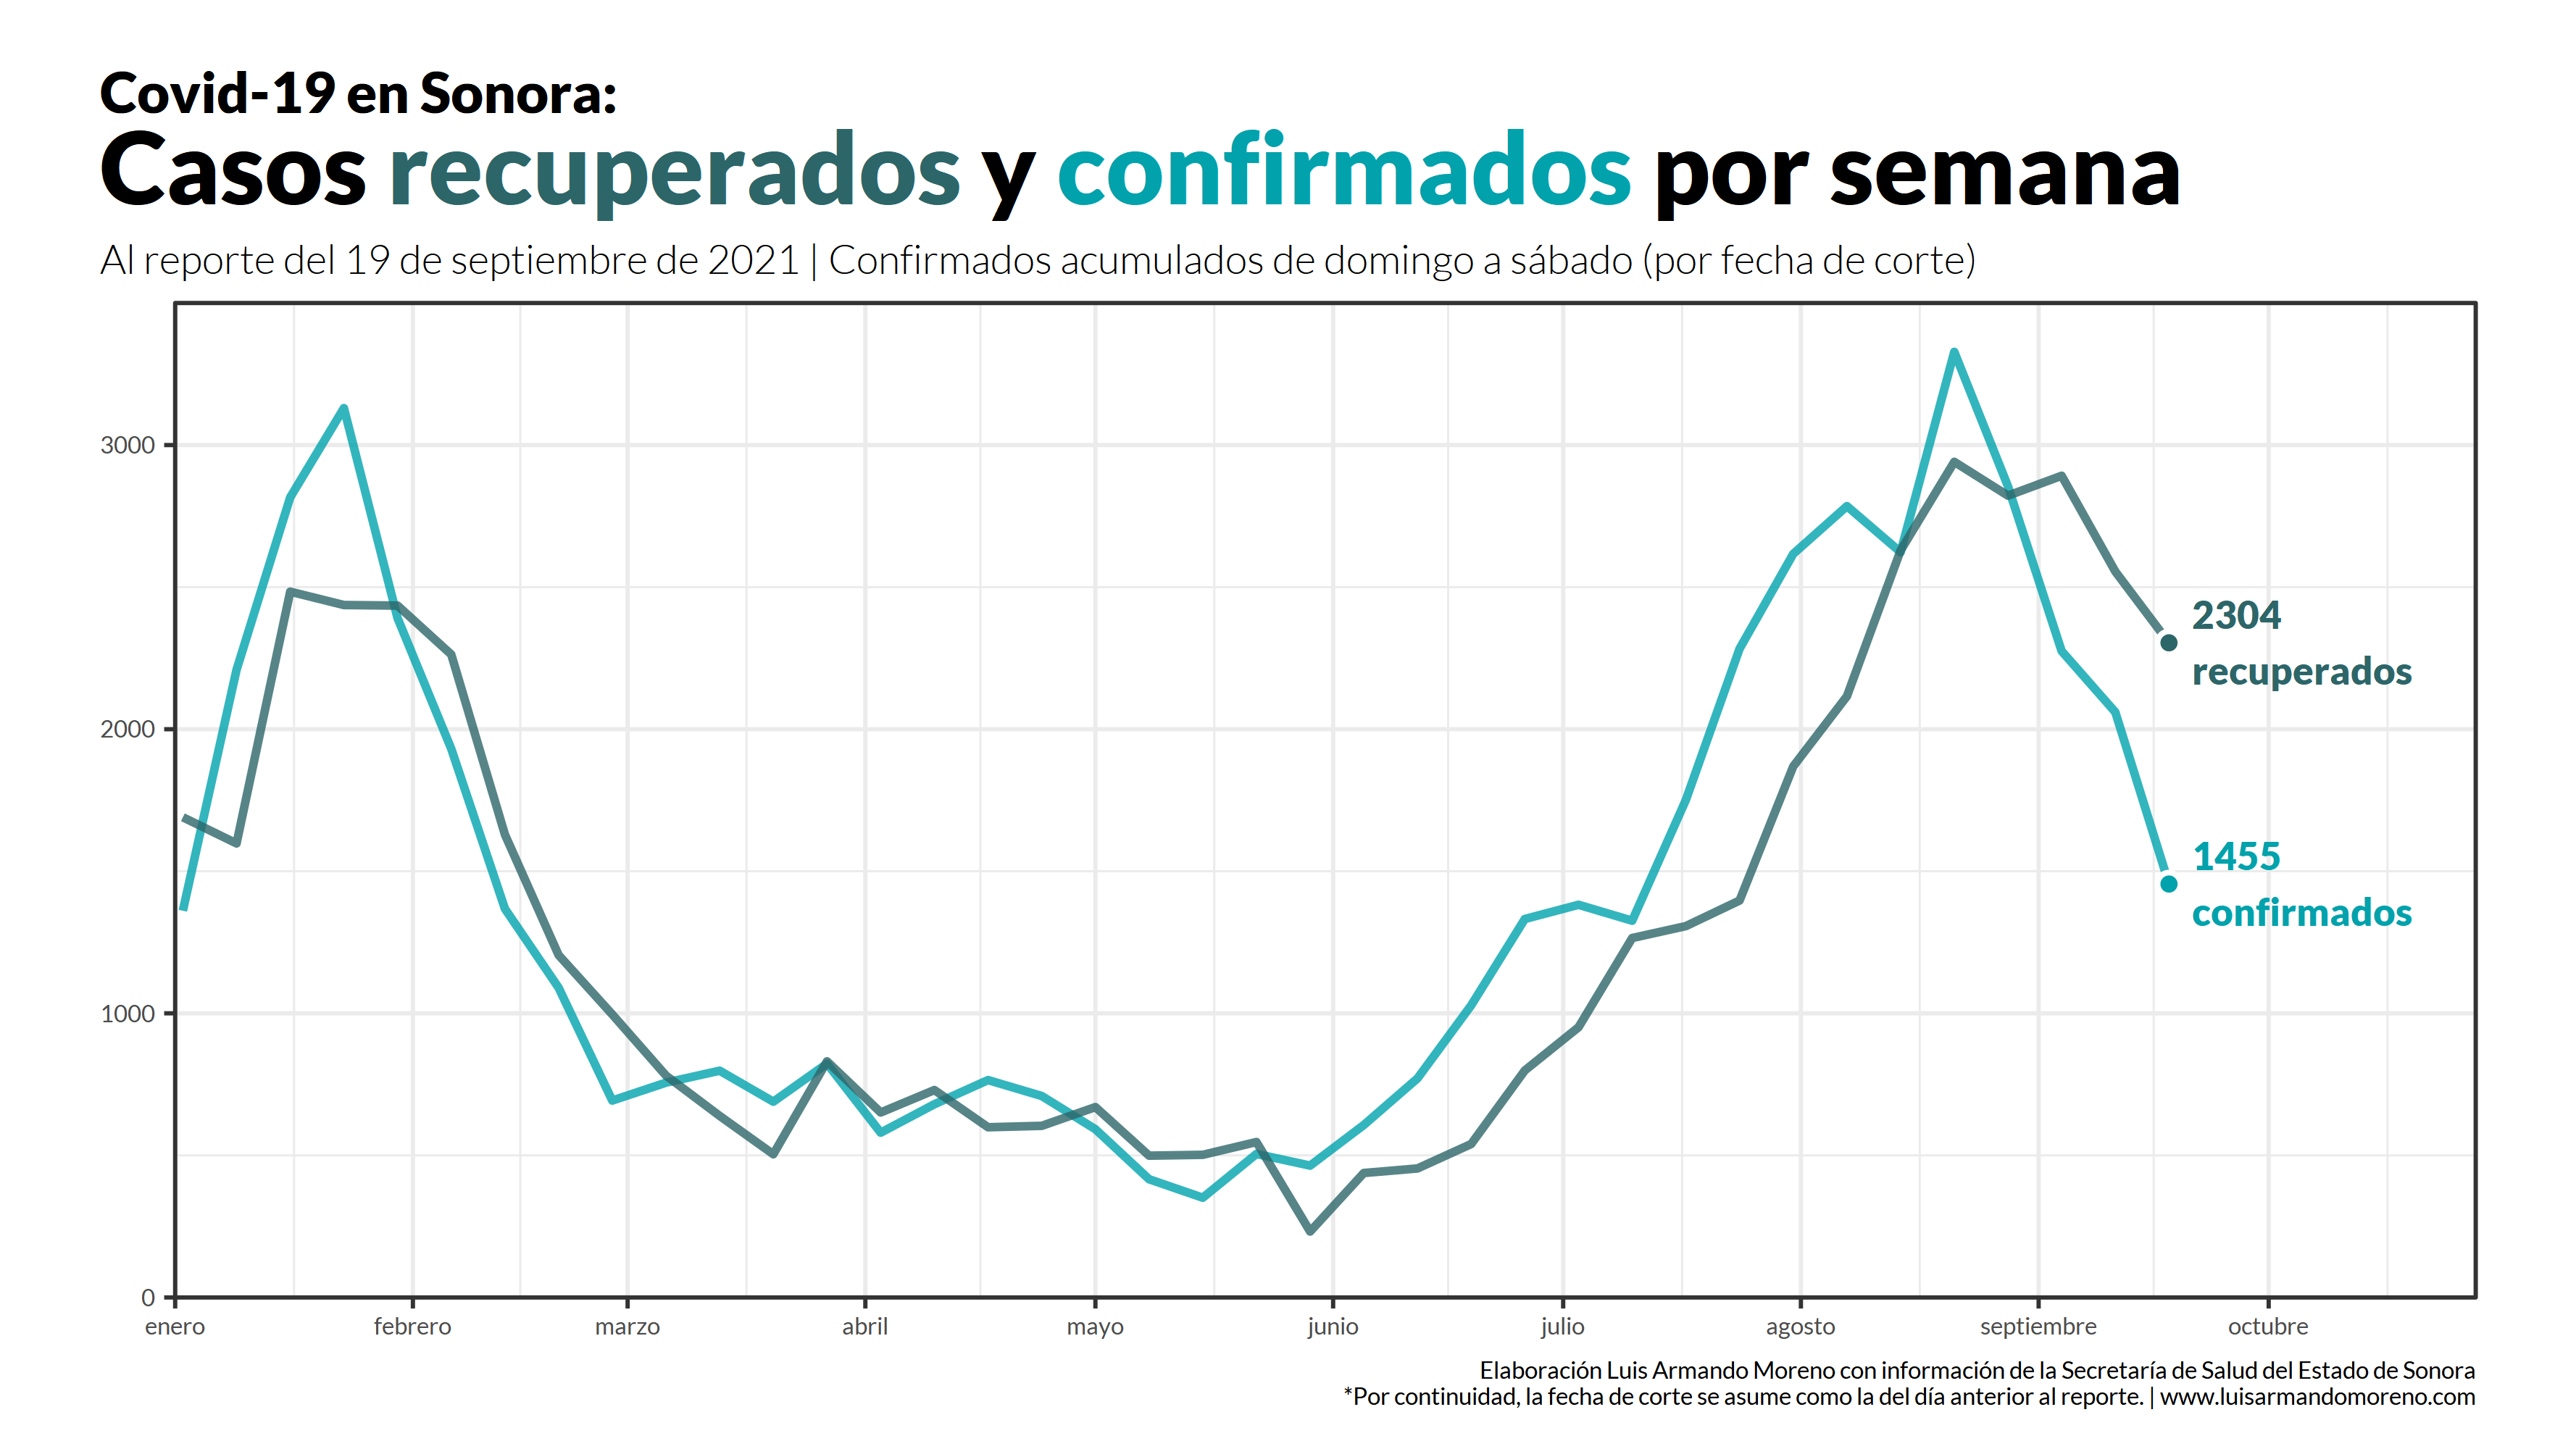 Covid-19 en Sonora:
Casos recuperados y confirmados por semana
Al reporte del 19 de septiembre de 2021 | Confirmados acumulados de domingo a sábado (por fecha de corte)
3000
2000
1000
0
2304
recuperados
1455
confirmados
enero febrero marzo abril mayo junio julio agosto septiembre octubre
Elaboración Luis Armando Moreno con información de la Secretaría de Salud del Estado de Sonora
*Por continuidad, la fecha de corte se asume como la del día anterior al reporte. | www.luisarmandomoreno.com